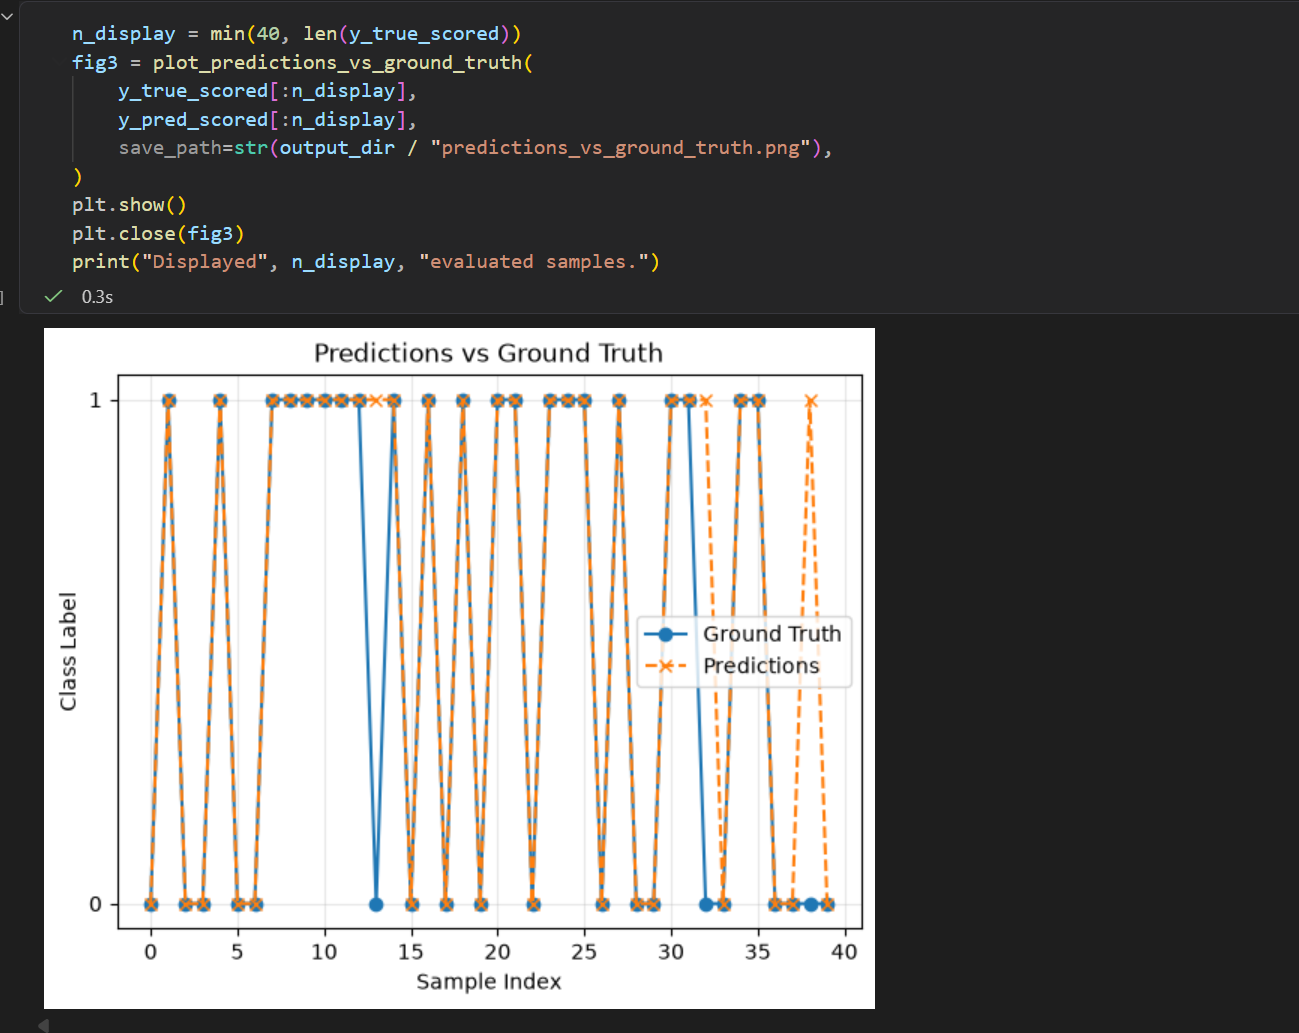 n_display = min(40, len(y_true_scored))
fig3 = plot_predictions_vs_ground_truth(
    y_true_scored[:n_display],
    y_pred_scored[:n_display],
    save_path=str(output_dir / "predictions_vs_ground_truth.png"),
)
plt.show()
plt.close(fig3)
print("Displayed", n_display, "evaluated samples.")
]
0.3s
Predictions vs Ground Truth
1
Class Label
Ground Truth
Predictions
0
0 5 10 15 20 25 30 35 40
Sample Index